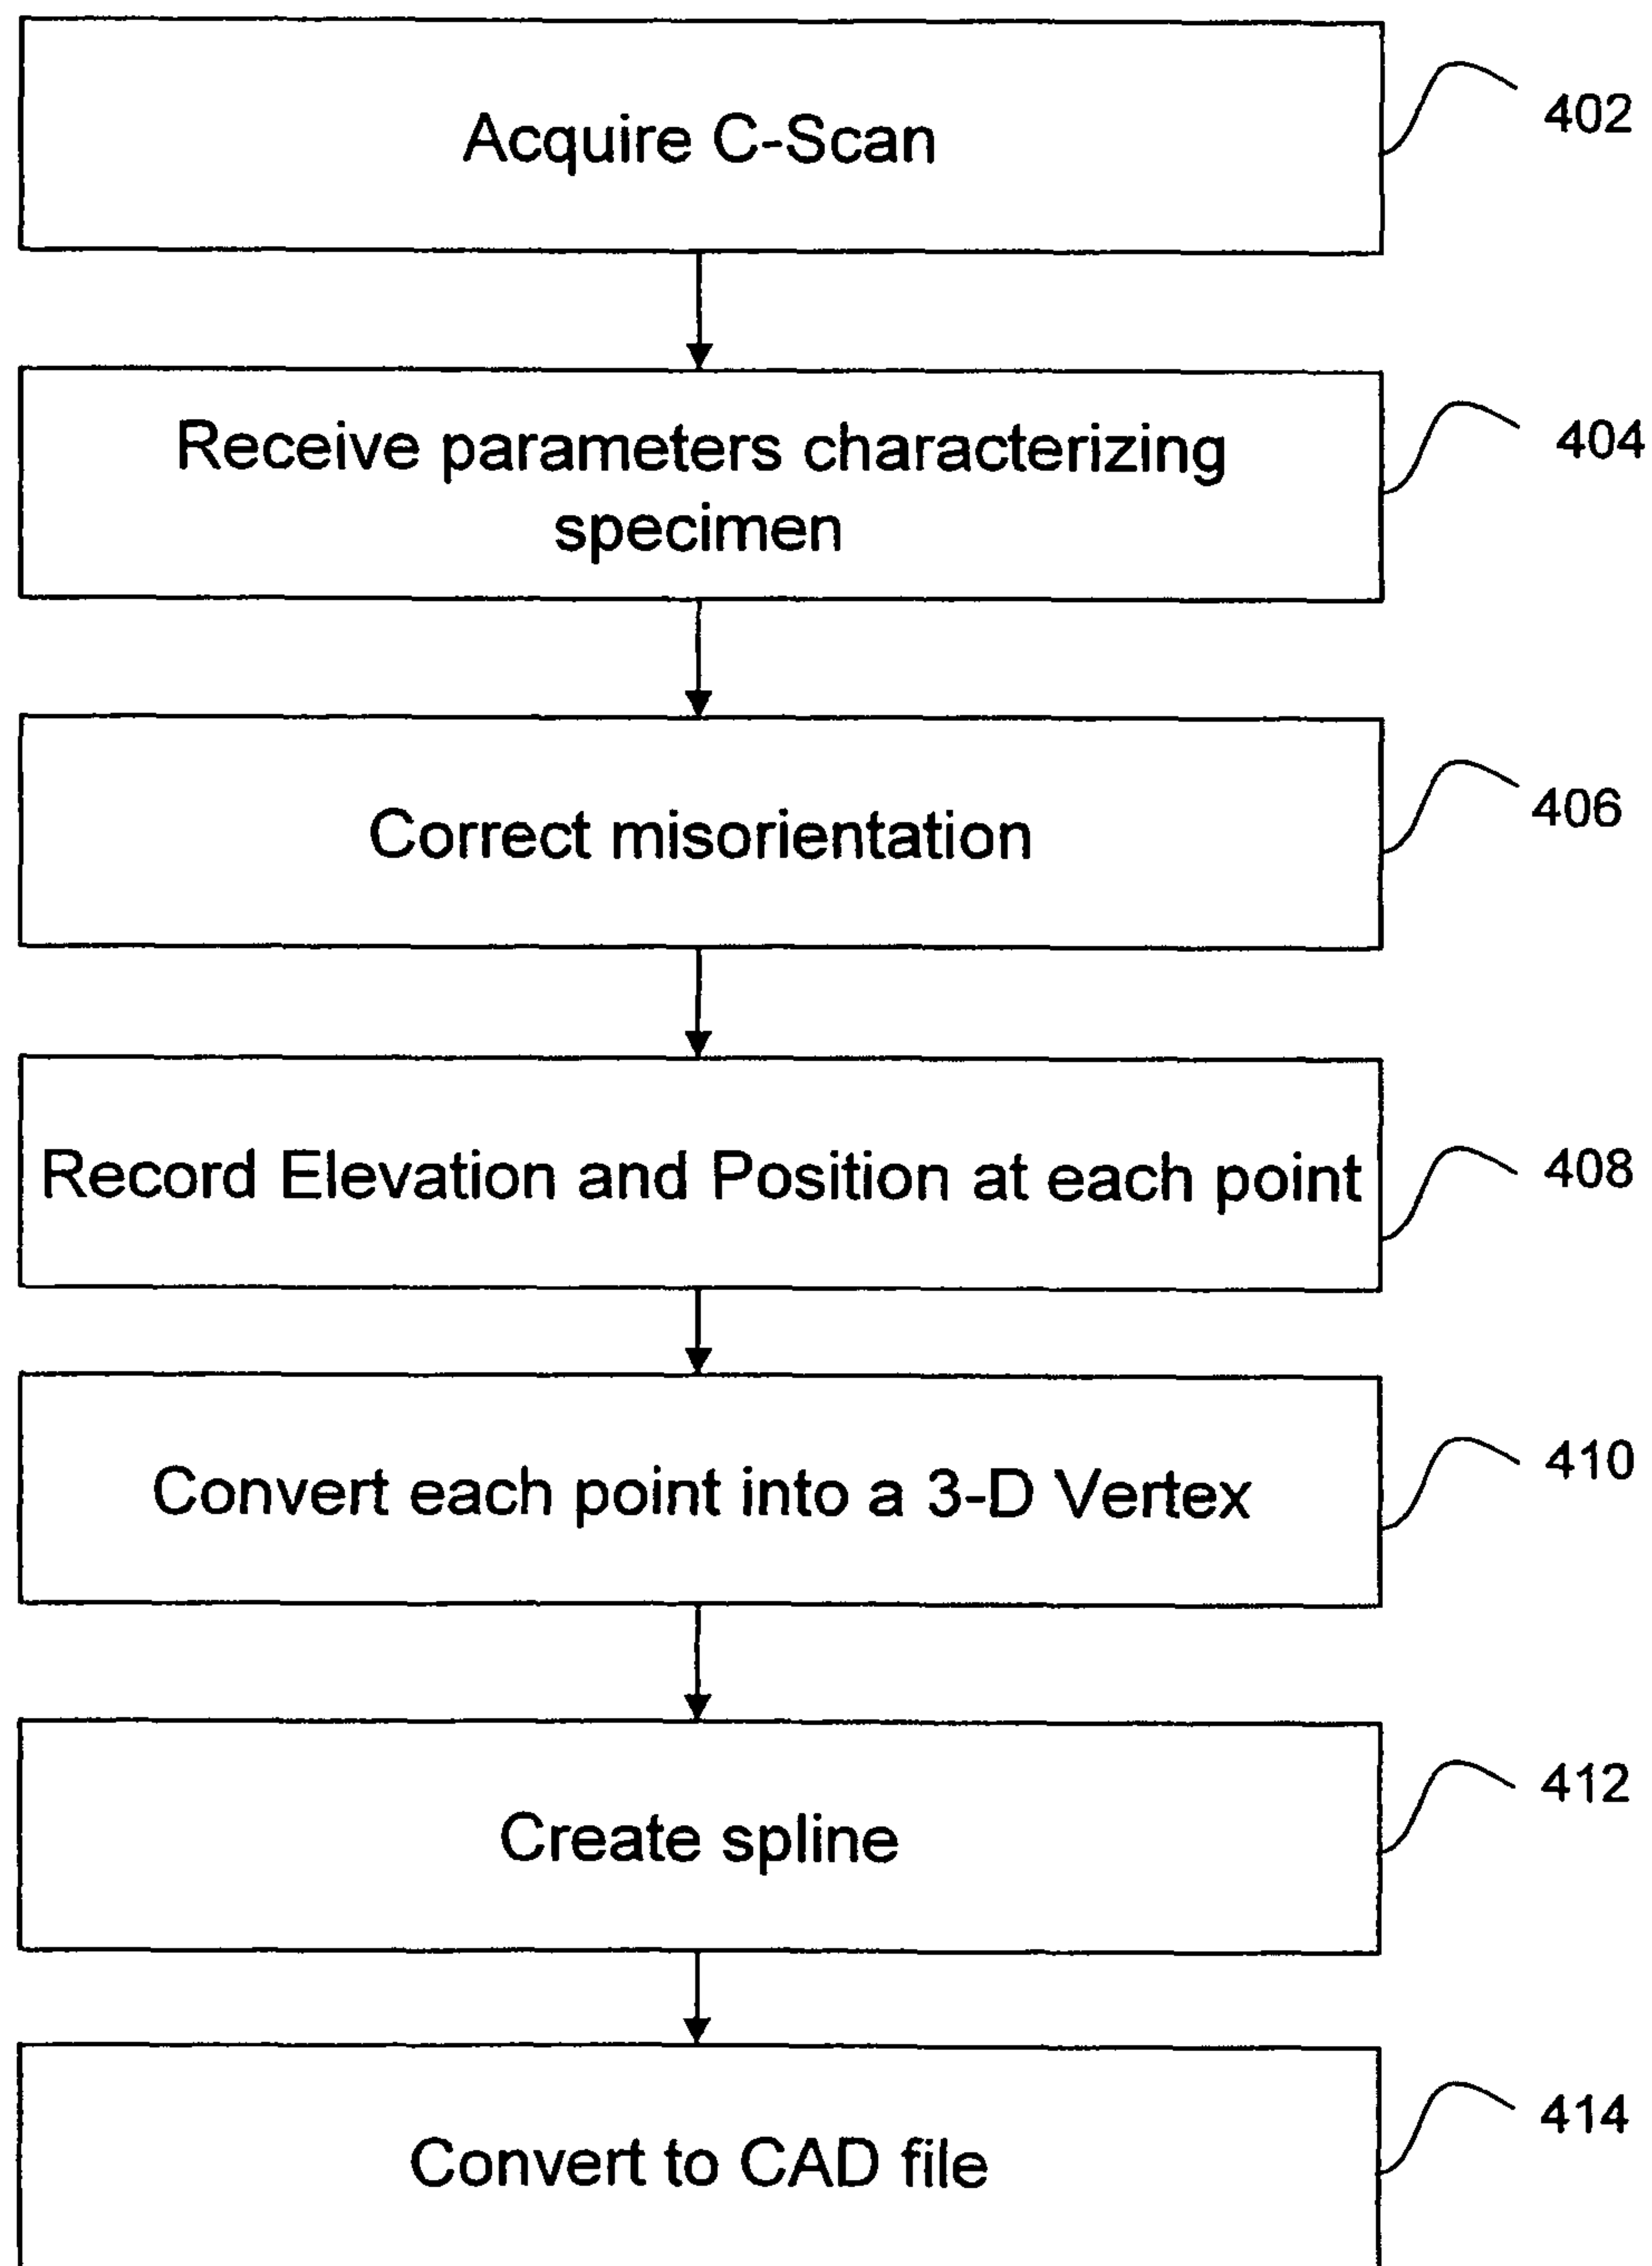 Acquire C-Scan
402
Receive parameters characterizing
specimen
404
Correct misorientation
406
Record Elevation and Position at each point
408
Convert each point into a 3-D Vertex
410
Create spline
412
Convert to CAD file
414